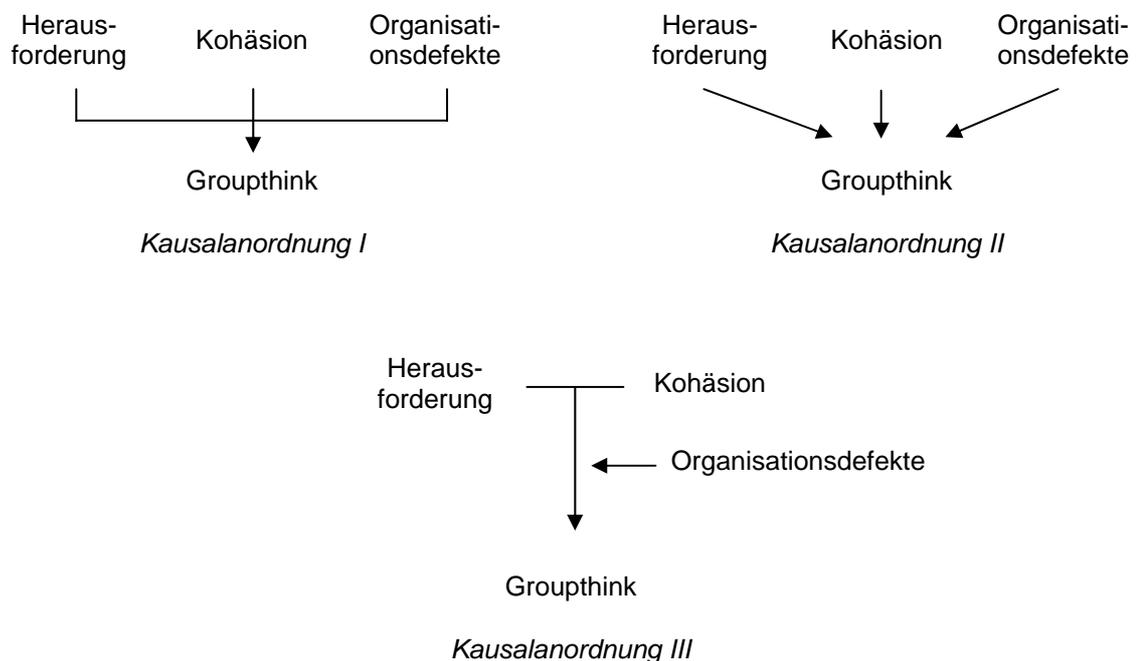 Heraus-
forderung
Kohäsion
Organisati-
onsdefekte
Groupthink
Kausalanordnung I
Heraus-
forderung
Kohäsion
Organisati-
onsdefekte
Groupthink
Kausalanordnung II
Heraus-
forderung
Kohäsion
Organisationsdefekte
Groupthink
Kausalanordnung III